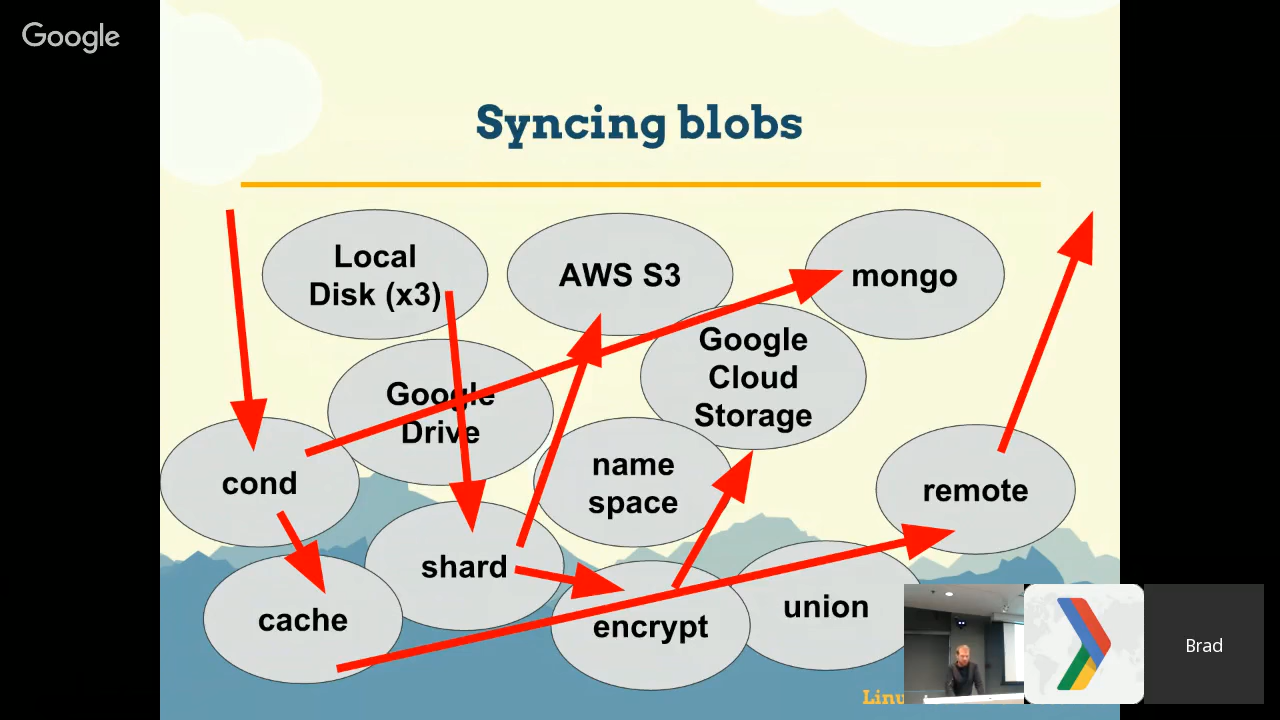 Google
Syncing blobs
Local
Disk (x3)
AWS S3
mongo
Google
Cloud
Storage
Google
Drive
name
space
cond
remote
shard
cache
encrypt
union
Brad